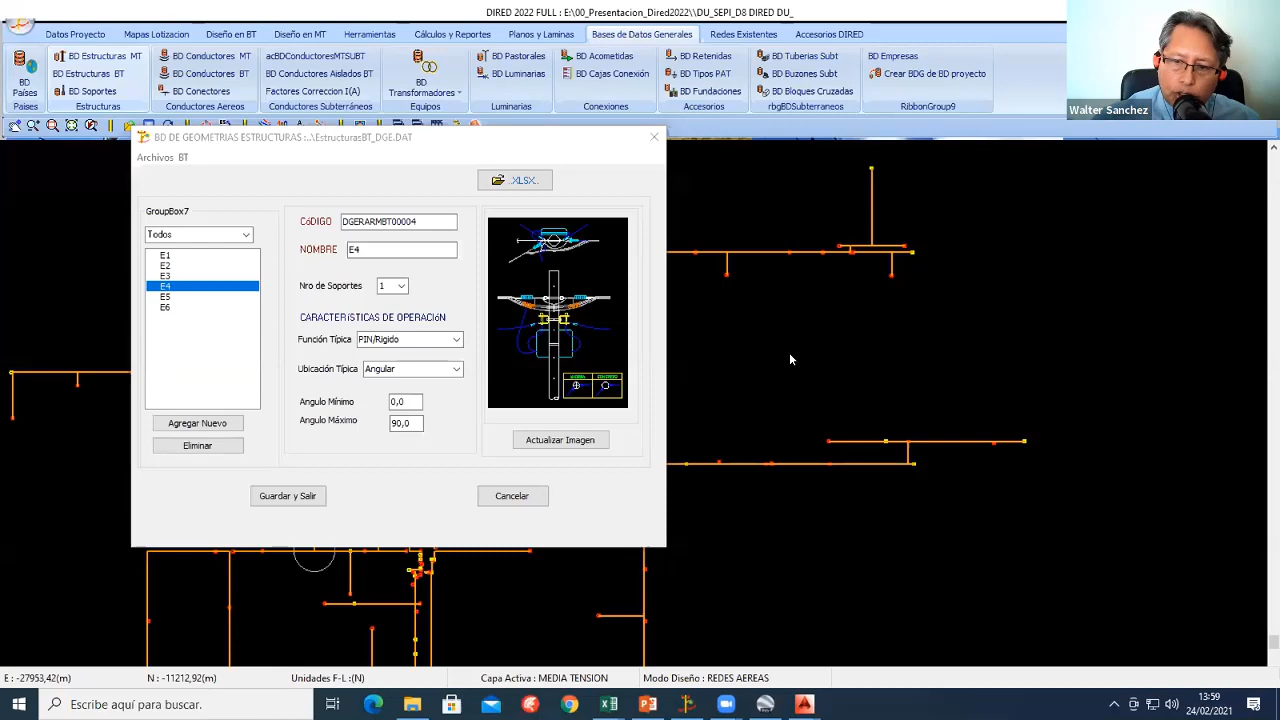 DIRED 2022 FULL : E:\00_Presentacion_Dired2022\\DU_SEPI_D8 DIRED DU_
Datos Proyecto Mapas Lotizacion Diseño en BT Diseño en MT Herramientas Cálculos y Reportes Planos y Laminas Bases de Datos Generales Redes Existentes Accesorios DIRED
BD Países
Países
BD Estructuras MT
BD Estructuras BT
BD Soportes
Estructuras
BD Conductores MT
BD Conductores BT
BD Conectores
Conductores Aereos
acBDConductoresMTSUBT
BD Conductores Aislados BT
Factores Correccion I(A)
Conductores Subterráneos
BD Transformadores
Equipos
BD Pastorales
BD Luminarias
Luminarias
BD Acometidas
BD Cajas Conexión
Conexiones
BD Retenidas
BD Tipos PAT
BD Fundaciones
Accesorios
BD Tuberias Subt
BD Buzones Subt
BD Bloques Cruzadas
rbgBDSubterraneos
BD Empresas
Crear BDG de BD proyecto
RibbonGroup9
Walter Sanchez
BD DE GEOMETRIAS ESTRUCTURAS :..\EstructurasBT_DGE.DAT
Archivos BT
..XLSX..
GroupBox7
Todos
E1
E2
E3
E4
E5
E6
Agregar Nuevo
Eliminar
CóDIGO DGERARMBT00004
NOMBRE E4
Nro de Soportes 1
CARACTERíSTICAS DE OPERACIóN
Función Típica PIN/Rigido
Ubicación Típica Angular
Angulo Mínimo 0,0
Angulo Máximo 90,0
Actualizar Imagen
Guardar y Salir Cancelar
E : -27953,42(m) N : -11212,92(m) Unidades F-L :(N) Capa Activa : MEDIA TENSION Modo Diseño : REDES AEREAS
Escribe aquí para buscar.
13:59
24/02/2021